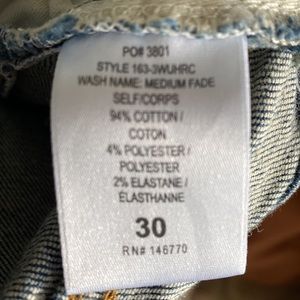 PO# 3801
STYLE 163-3WUHRC
WASH NAME: MEDIUM FADE
SELF/CORPS
94% COTTON /
COTON
4% POLYESTER /
POLYESTER
2% ELASTANE /
ÉLASTHANNE
30
RN# 146770